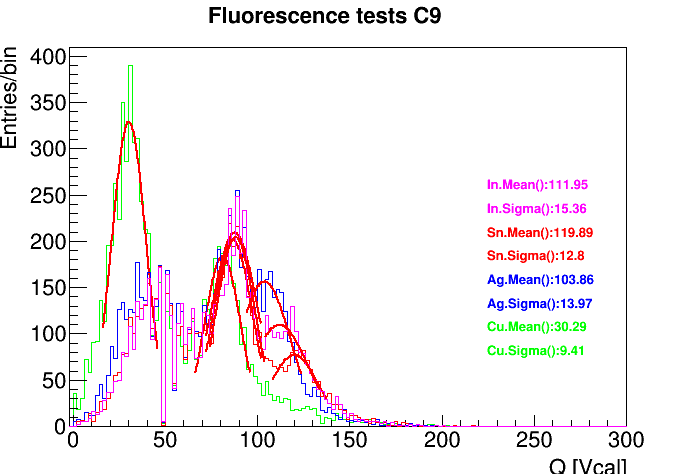 Fluorescence tests C9
Entries/bin
400
350
300
250
200
150
100
50
0
In.Mean():111.95
In.Sigma():15.36
Sn.Mean():119.89
Sn.Sigma():12.8
Ag.Mean():103.86
Ag.Sigma():13.97
Cu.Mean():30.29
Cu.Sigma():9.41
0 50 100 150 200 250 300
Q [Vcal]